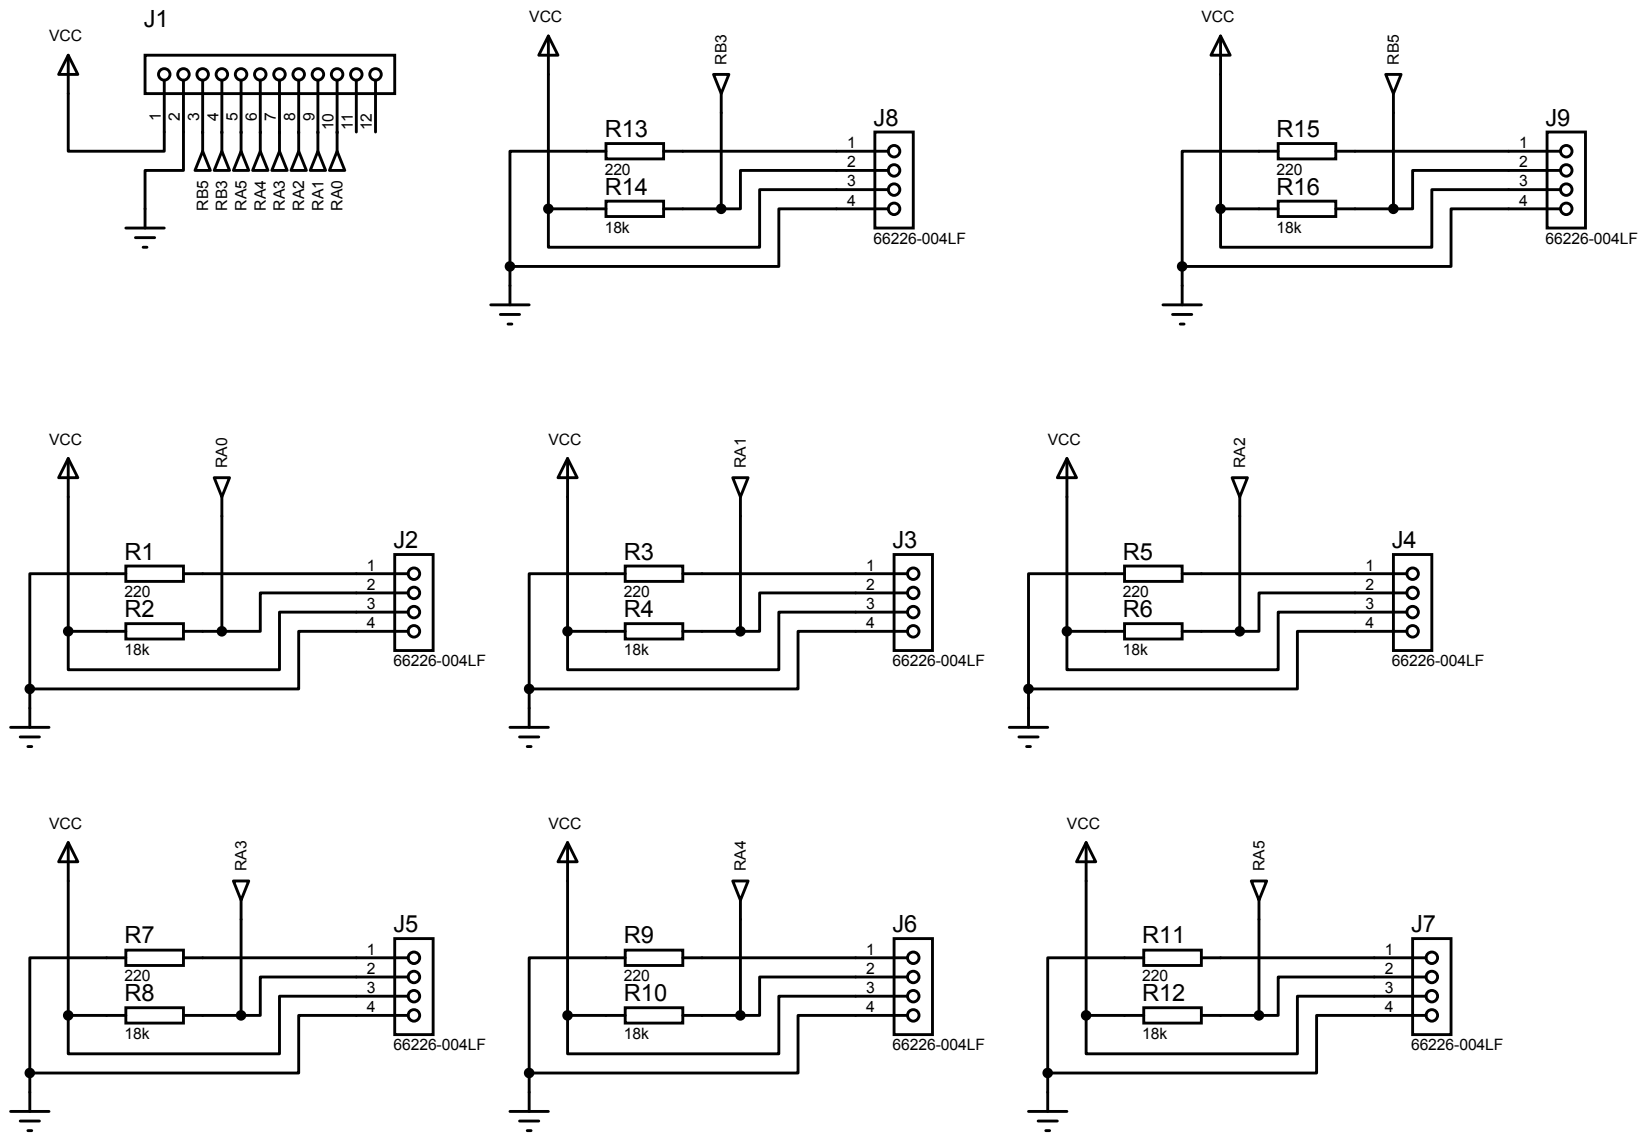 J1
VCC
1
2
3
4
5
6
7
8
9
10
11
12
RB5
RB3
RA5
RA4
RA3
RA2
RA1
RA0
VCC
RB3
J8
R13
220
R14
18k
1
2
3
4
66226-004LF
VCC
RB5
J9
R15
220
R16
18k
1
2
3
4
66226-004LF
VCC
RA0
J2
R1
220
R2
18k
1
2
3
4
66226-004LF
VCC
RA1
J3
R3
220
R4
18k
1
2
3
4
66226-004LF
VCC
RA2
J4
R5
220
R6
18k
1
2
3
4
66226-004LF
VCC
RA3
J5
R7
220
R8
18k
1
2
3
4
66226-004LF
VCC
RA4
J6
R9
220
R10
18k
1
2
3
4
66226-004LF
VCC
RA5
J7
R11
220
R12
18k
1
2
3
4
66226-004LF